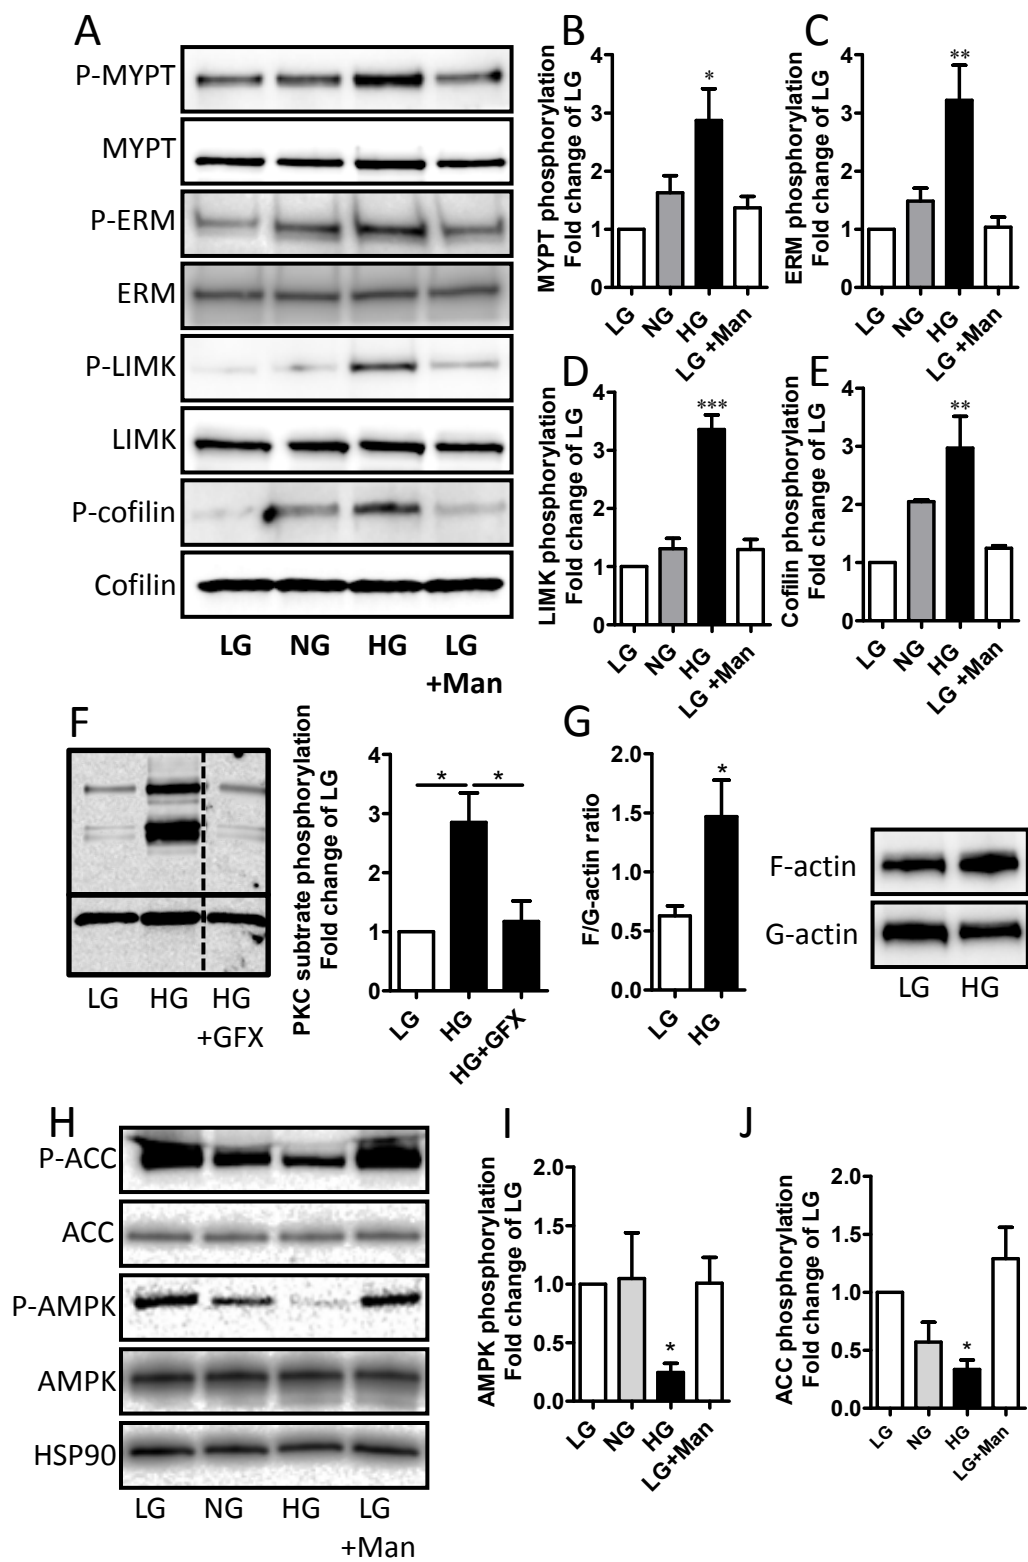 A
P-MYPT
MYPT
P-ERM
ERM
P-LIMK
LIMK
P-cofilin
Cofilin
LG NG HG LG
+Man
B
MYPT phosphorylation
Fold change of LG
4
3
2
1
0
*
LG NG HG LG +Man
C
ERM phosphorylation
Fold change of LG
4
3
2
1
0
**
LG NG HG LG +Man
D
LIMK phosphorylation
Fold change of LG
4
3
2
1
0
***
LG NG HG LG +Man
E
Cofilin phosphorylation
Fold change of LG
4
3
2
1
0
**
LG NG HG LG +Man
F
LG HG HG
+GFX
PKC subtrate phosphorylation
Fold change of LG
4
3
2
1
0
* *
LG HG HG+GFX
G
F/G-actin ratio
2.0
1.5
1.0
0.5
0.0
*
LG HG
F-actin
G-actin
LG HG
H
P-ACC
ACC
P-AMPK
AMPK
HSP90
LG NG HG LG
+Man
I
AMPK phosphorylation
Fold change of LG
2.0
1.5
1.0
0.5
0.0
*
LG NG HG LG+Man
J
ACC phosphorylation
Fold change of LG
2.0
1.5
1.0
0.5
0.0
*
LG NG HG LG+Man